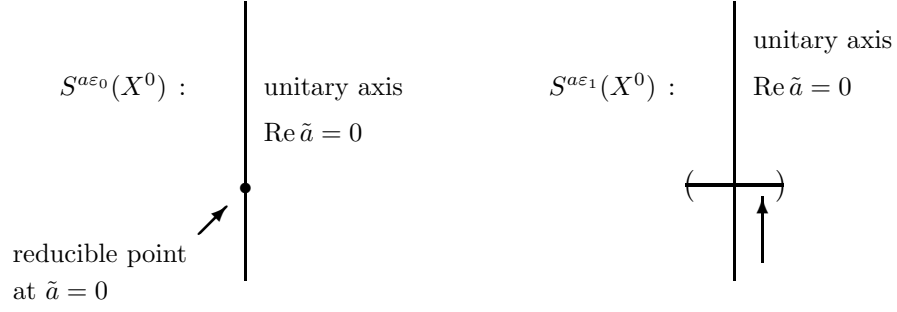 S^{aε_0}(X^0) :
unitary axis
Re ã = 0
reducible point
at ã = 0
S^{aε_1}(X^0) :
unitary axis
Re ã = 0
( )